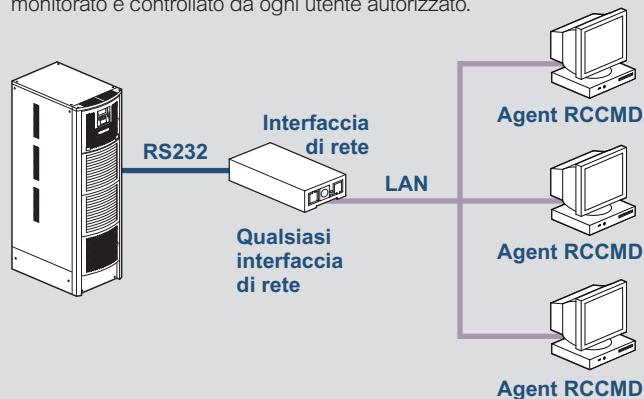 monitorato e controllato da ogni utente autorizzato.
Interfaccia
di rete
RS232
LAN
Qualsiasi
interfaccia
di rete
Agent RCCMD
Agent RCCMD
Agent RCCMD